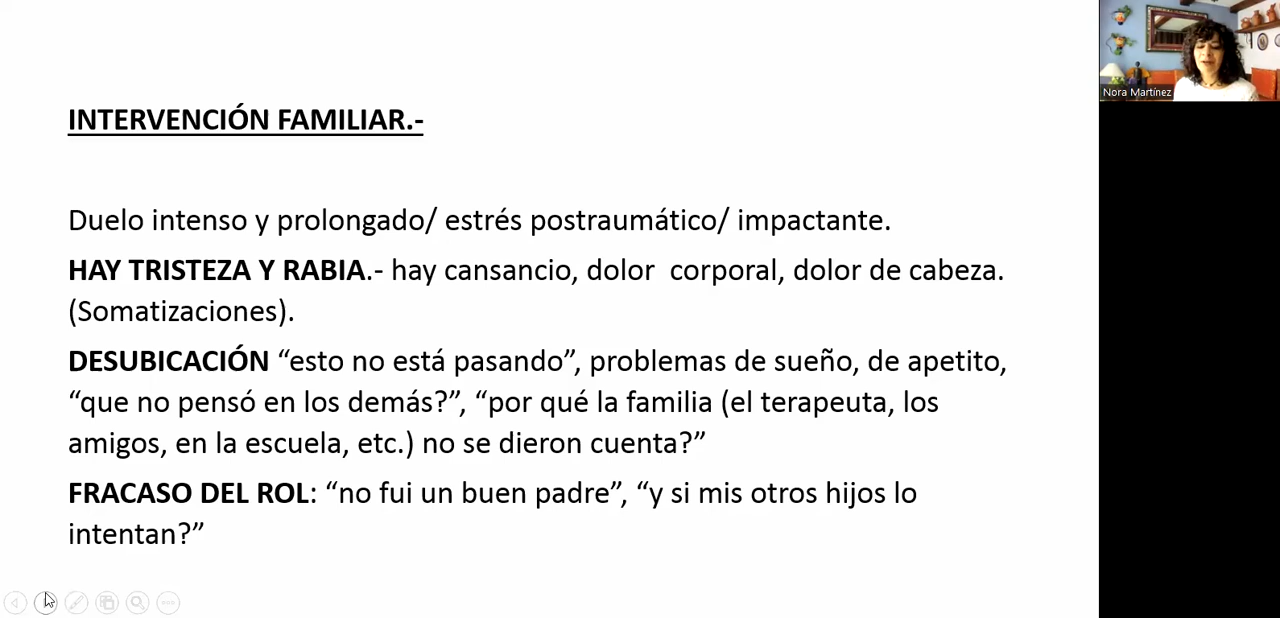 INTERVENCIÓN FAMILIAR.-
Duelo intenso y prolongado/ estrés postraumático/ impactante.
HAY TRISTEZA Y RABIA.- hay cansancio, dolor  corporal, dolor de cabeza.
(Somatizaciones).
DESUBICACIÓN “esto no está pasando”, problemas de sueño, de apetito,
“que no pensó en los demás?”, “por qué la familia (el terapeuta, los
amigos, en la escuela, etc.) no se dieron cuenta?”
FRACASO DEL ROL: “no fui un buen padre”, “y si mis otros hijos lo
intentan?”
Nora Martínez